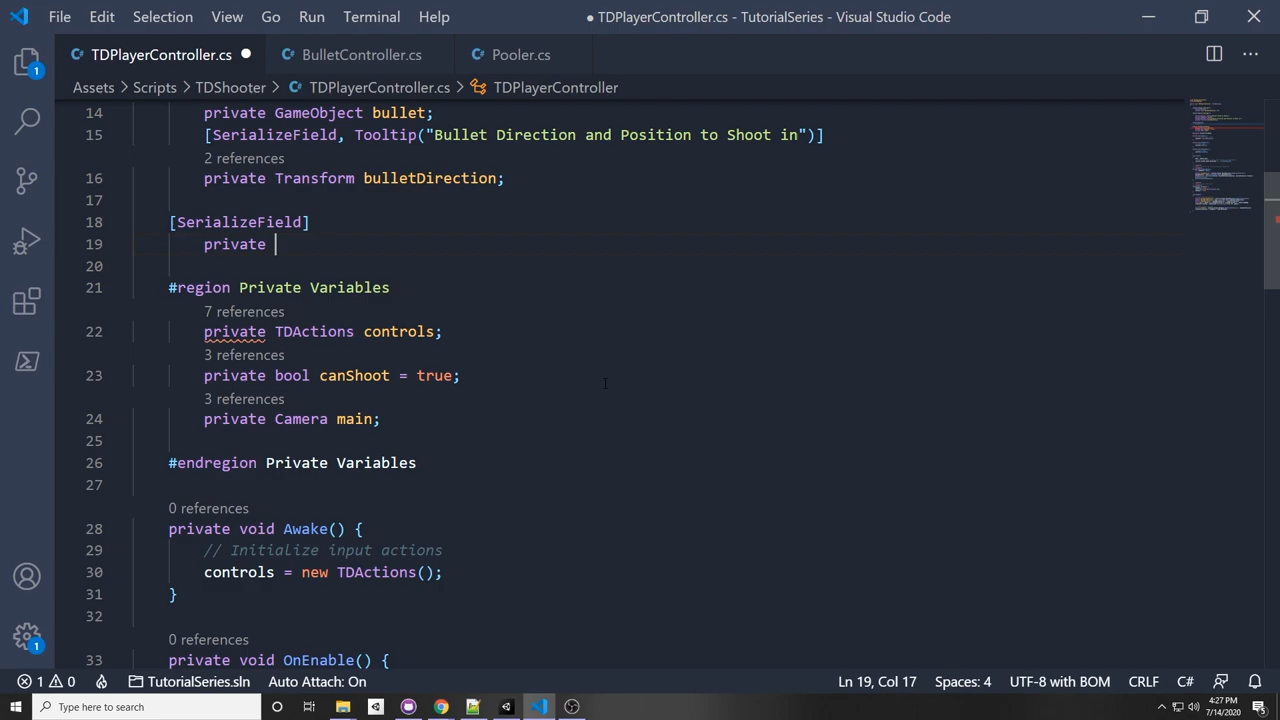 File Edit Selection View Go Run Terminal Help
● TDPlayerController.cs - TutorialSeries - Visual Studio Code
TDPlayerController.cs ● BulletController.cs Pooler.cs
Assets > Scripts > TDShooter > TDPlayerController.cs > TDPlayerController
14 private GameObject bullet;
15 [SerializeField, Tooltip("Bullet Direction and Position to Shoot in")]
2 references
16 private Transform bulletDirection;
17
18 [SerializeField]
19 private
20
21 #region Private Variables
7 references
22 private TDActions controls;
3 references
23 private bool canShoot = true;
3 references
24 private Camera main;
25
26 #endregion Private Variables
27
0 references
28 private void Awake() {
29 // Initialize input actions
30 controls = new TDActions();
31 }
32
0 references
33 private void OnEnable() {
1
1
1 0 TutorialSeries.sln Auto Attach: On Ln 19, Col 17 Spaces: 4 UTF-8 with BOM CRLF C#
Type here to search
4:27 PM
7/14/2020